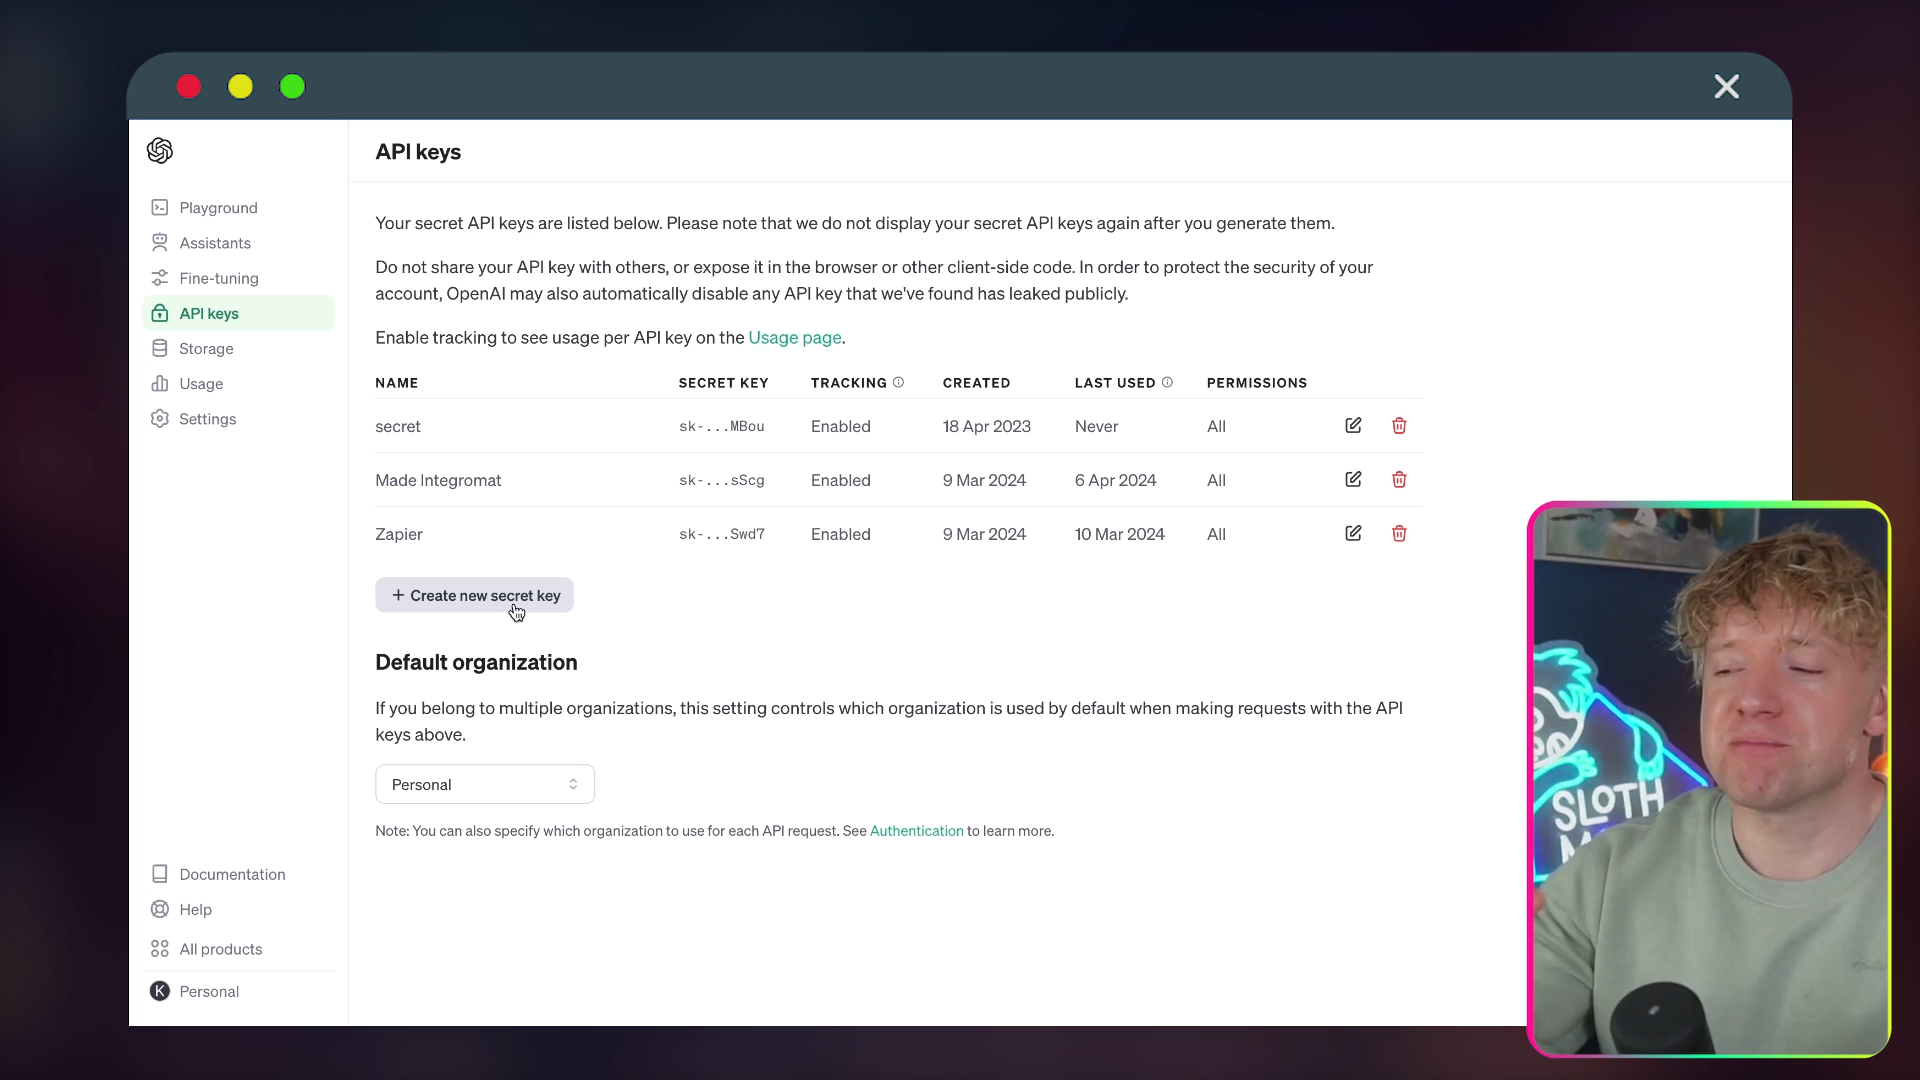 API keys
Playground
Assistants
Fine-tuning
API keys
Storage
Usage
Settings
Documentation
Help
All products
K Personal
Your secret API keys are listed below. Please note that we do not display your secret API keys again after you generate them.
Do not share your API key with others, or expose it in the browser or other client-side code. In order to protect the security of your
account, OpenAI may also automatically disable any API key that we've found has leaked publicly.
Enable tracking to see usage per API key on the Usage page.
NAME SECRET KEY TRACKING CREATED LAST USED PERMISSIONS
secret sk-...MBou Enabled 18 Apr 2023 Never All
Made Integromat sk-...sScg Enabled 9 Mar 2024 6 Apr 2024 All
Zapier sk-...Swd7 Enabled 9 Mar 2024 10 Mar 2024 All
+ Create new secret key
Default organization
If you belong to multiple organizations, this setting controls which organization is used by default when making requests with the API
keys above.
Personal
Note: You can also specify which organization to use for each API request. See Authentication to learn more.
SLOTH